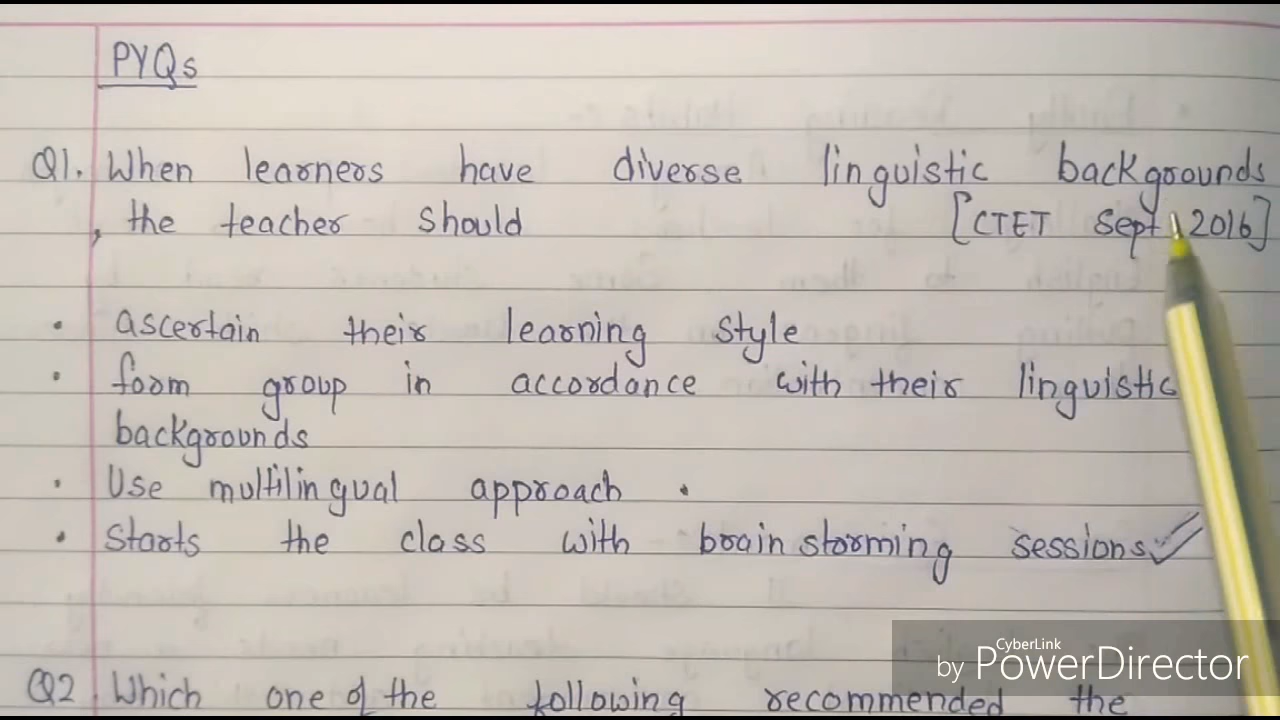 PYQs
Q1. When learners have diverse linguistic backgrounds
, the teacher should [CTET Sept 2016]
• ascertain their learning style
• form group in accordance with their linguistic
backgrounds
• Use multilingual approach .
• starts the class with brain storming sessions ✓
CyberLink
by PowerDirector
Q2 Which one of the following recommended the